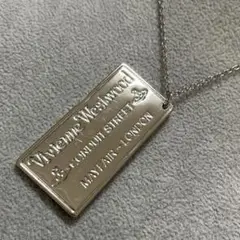 Vivienne Westwood
CONDUIT STREET
MAYFAIR - LONDON